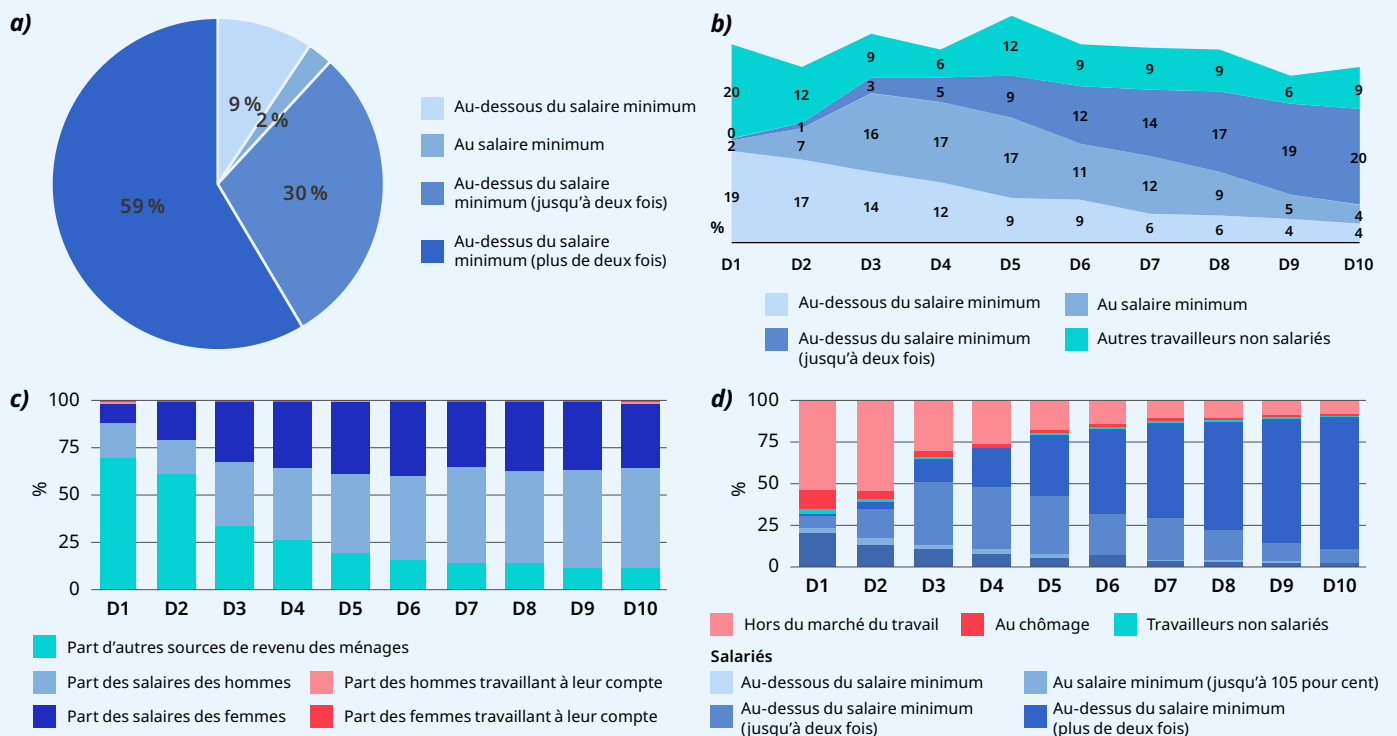 a)
9 %
2 %
30 %
59 %
Au-dessous du salaire minimum
Au salaire minimum
Au-dessus du salaire
minimum (jusqu’à deux fois)
Au-dessus du salaire
minimum (plus de deux fois)
b)
20 12 9 6 12 9 9 9 6 9
0 1 3 5 9 12 14 17 19 20
2 7 16 17 17 11 12 9 5 4
19 17 14 12 9 9 6 6 4 4
%
D1 D2 D3 D4 D5 D6 D7 D8 D9 D10
Au-dessous du salaire minimum
Au salaire minimum
Au-dessus du salaire minimum
(jusqu’à deux fois)
Autres travailleurs non salariés
c)
100
75
50
25
0
%
D1 D2 D3 D4 D5 D6 D7 D8 D9 D10
Part d’autres sources de revenu des ménages
Part des salaires des hommes
Part des hommes travaillant à leur compte
Part des salaires des femmes
Part des femmes travaillant à leur compte
d)
100
75
50
25
0
%
D1 D2 D3 D4 D5 D6 D7 D8 D9 D10
Hors du marché du travail
Au chômage
Travailleurs non salariés
Salariés
Au-dessous du salaire minimum
Au salaire minimum (jusqu’à 105 pour cent)
Au-dessus du salaire minimum
(jusqu’à deux fois)
Au-dessus du salaire minimum
(plus de deux fois)